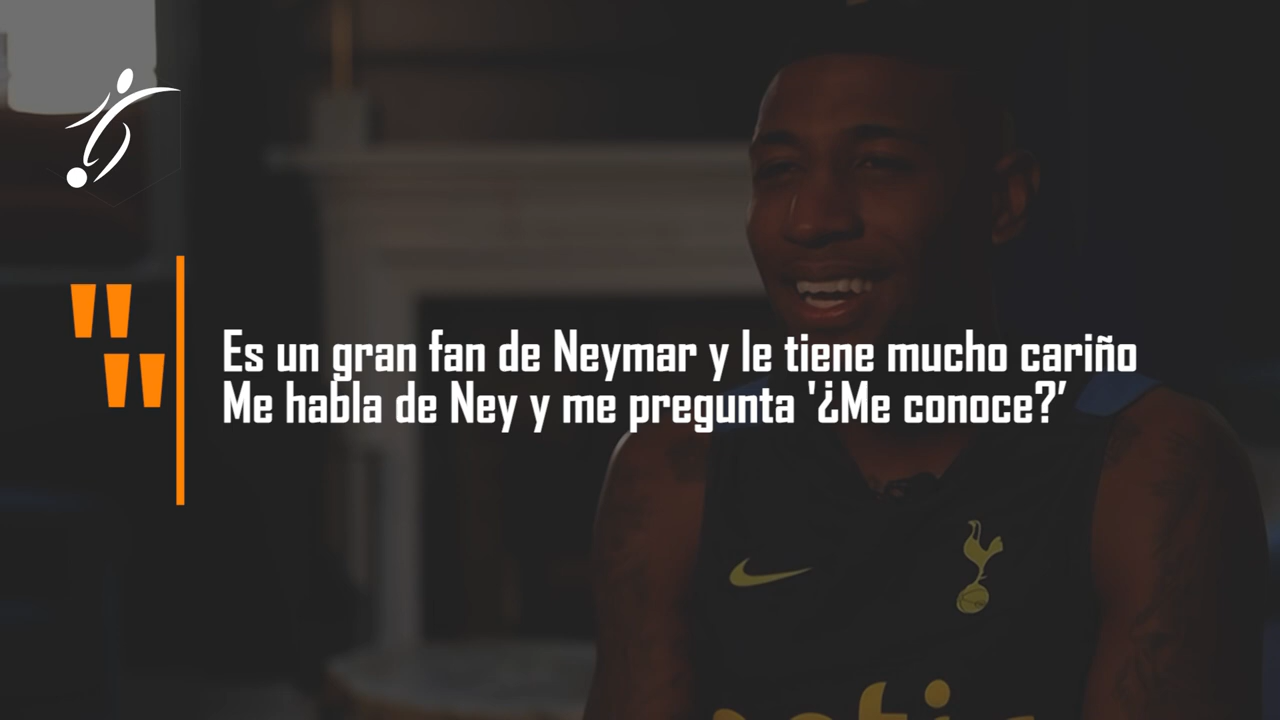 "
Es un gran fan de Neymar y le tiene mucho cariño
Me habla de Ney y me pregunta '¿Me conoce?’
"